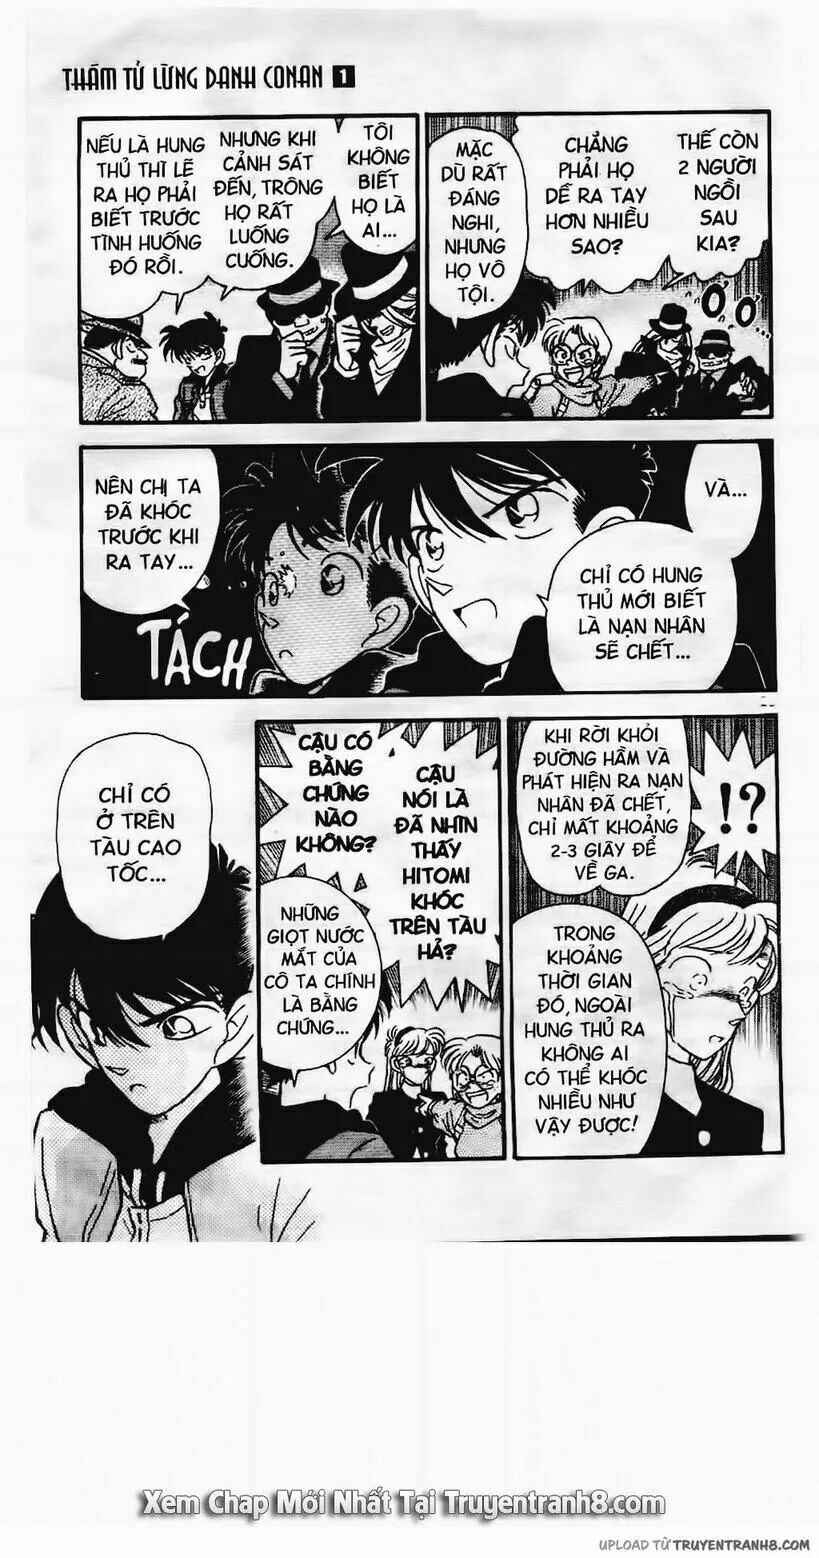 THÁM TỬ LỪNG DANH CONAN 1
THẾ CÒN
2 NGƯỜI
NGỒI
SAU
KIA?
CHẲNG
PHẢI HỌ
DỄ RA TAY
HƠN NHIỀU
SAO?
MẶC
DÙ RẤT
ĐÁNG
NGHI,
NHƯNG
HỌ VÔ
TỘI.
Ơ Ơ...
TÔI
KHÔNG
BIẾT
HỌ LÀ
AI...
NHƯNG KHI
CẢNH SÁT
ĐẾN, TRÔNG
HỌ RẤT
LUỐNG
CUỐNG.
NẾU LÀ HUNG
THỦ THÌ LẼ
RA HỌ PHẢI
BIẾT TRƯỚC
TÌNH HUỐNG
ĐÓ RỒI.
VÀ...
CHỈ CÓ HUNG
THỦ MỚI BIẾT
LÀ NẠN NHÂN
SẼ CHẾT...
NÊN CHỊ TA
ĐÃ KHÓC
TRƯỚC KHI
RA TAY...
TÁCH
!?
KHI RỜI KHỎI
ĐƯỜNG HẦM VÀ
PHÁT HIỆN RA NẠN
NHÂN ĐÃ CHẾT,
CHỈ MẤT KHOẢNG
2-3 GIÂY ĐỂ
VỀ GA.
TRONG
KHOẢNG
THỜI GIAN
ĐÓ, NGOÀI
HUNG THỦ RA
KHÔNG AI
CÓ THỂ KHÓC
NHIỀU NHƯ
VẬY ĐƯỢC!
CẬU
NÓI LÀ
ĐÃ NHÌN
THẤY
HITOMI
KHÓC
TRÊN TÀU
HẢ?
CẬU CÓ
BẰNG
CHỨNG
NÀO
KHÔNG?
NHỮNG
GIỌT NƯỚC
MẮT CỦA
CÔ TA CHÍNH
LÀ BẰNG
CHỨNG...
CHỈ CÓ
Ở TRÊN
TÀU CAO
TỐC...
Xem Chap Mới Nhất Tại Truyentranh8.com
UPLOAD TỪ TRUYENTRANH8.COM